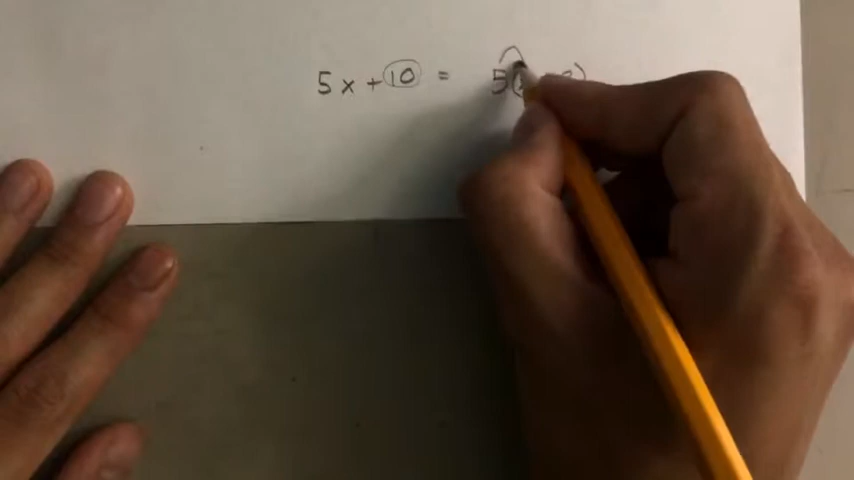 5x + 10 = 5( )